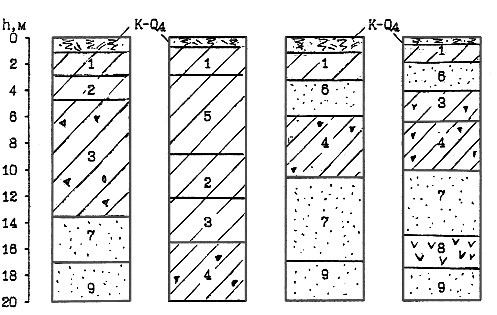 h,м K-Q4 K-Q4
0
2 1 1 1 1
6
4 2 6 3
6 5
8 3 4 4
10 2
12 3
14 7 7 7
16 8
18 4 9
20 9 9